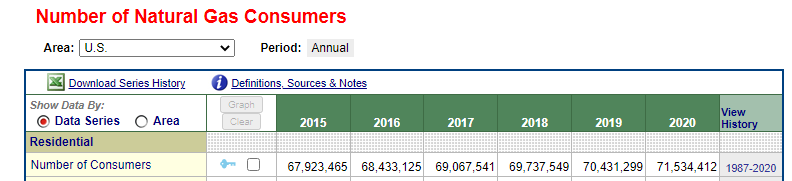 Number of Natural Gas Consumers
Area: U.S. Period: Annual
Download Series History Definitions, Sources & Notes
Show Data By:
Data Series Area
Graph
Clear
2015 2016 2017 2018 2019 2020
View
History
Residential
Number of Consumers 67,923,465 68,433,125 69,067,541 69,737,549 70,431,299 71,534,412 1987-2020